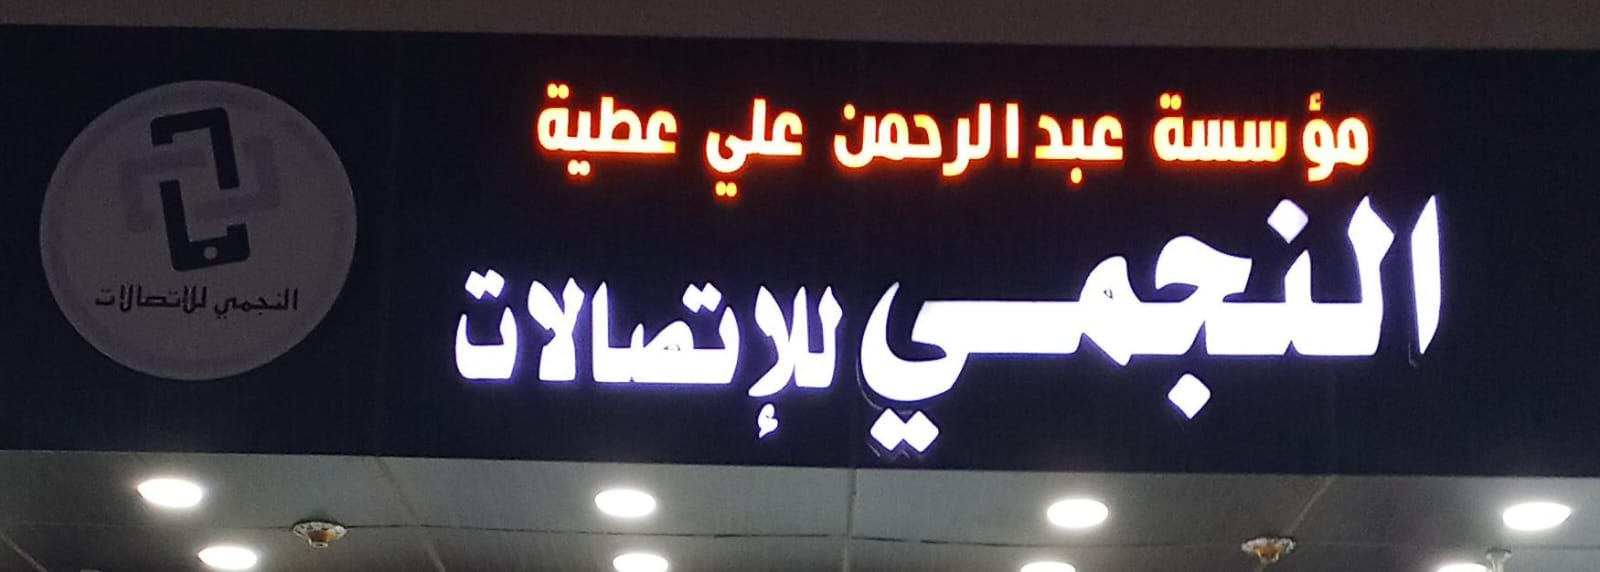 مؤسسة عبدالرحمن علي عطية
النجمي للإتصالات
النجمي للاتصالات